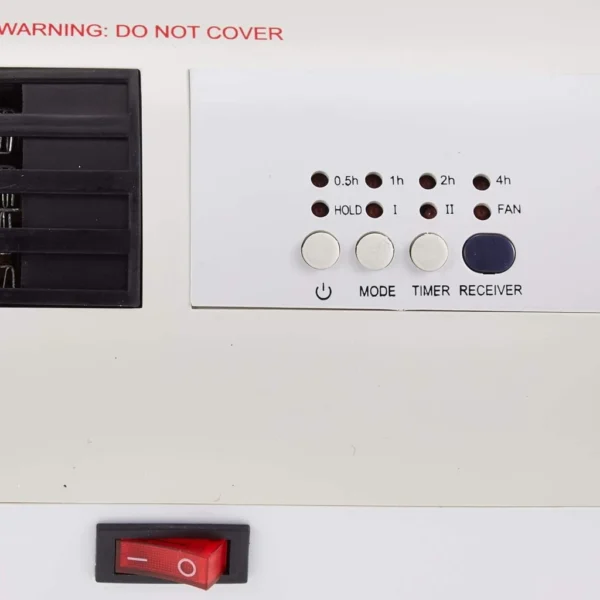 WARNING: DO NOT COVER
0.5h 1h 2h 4h
HOLD I II FAN
MODE TIMER RECEIVER